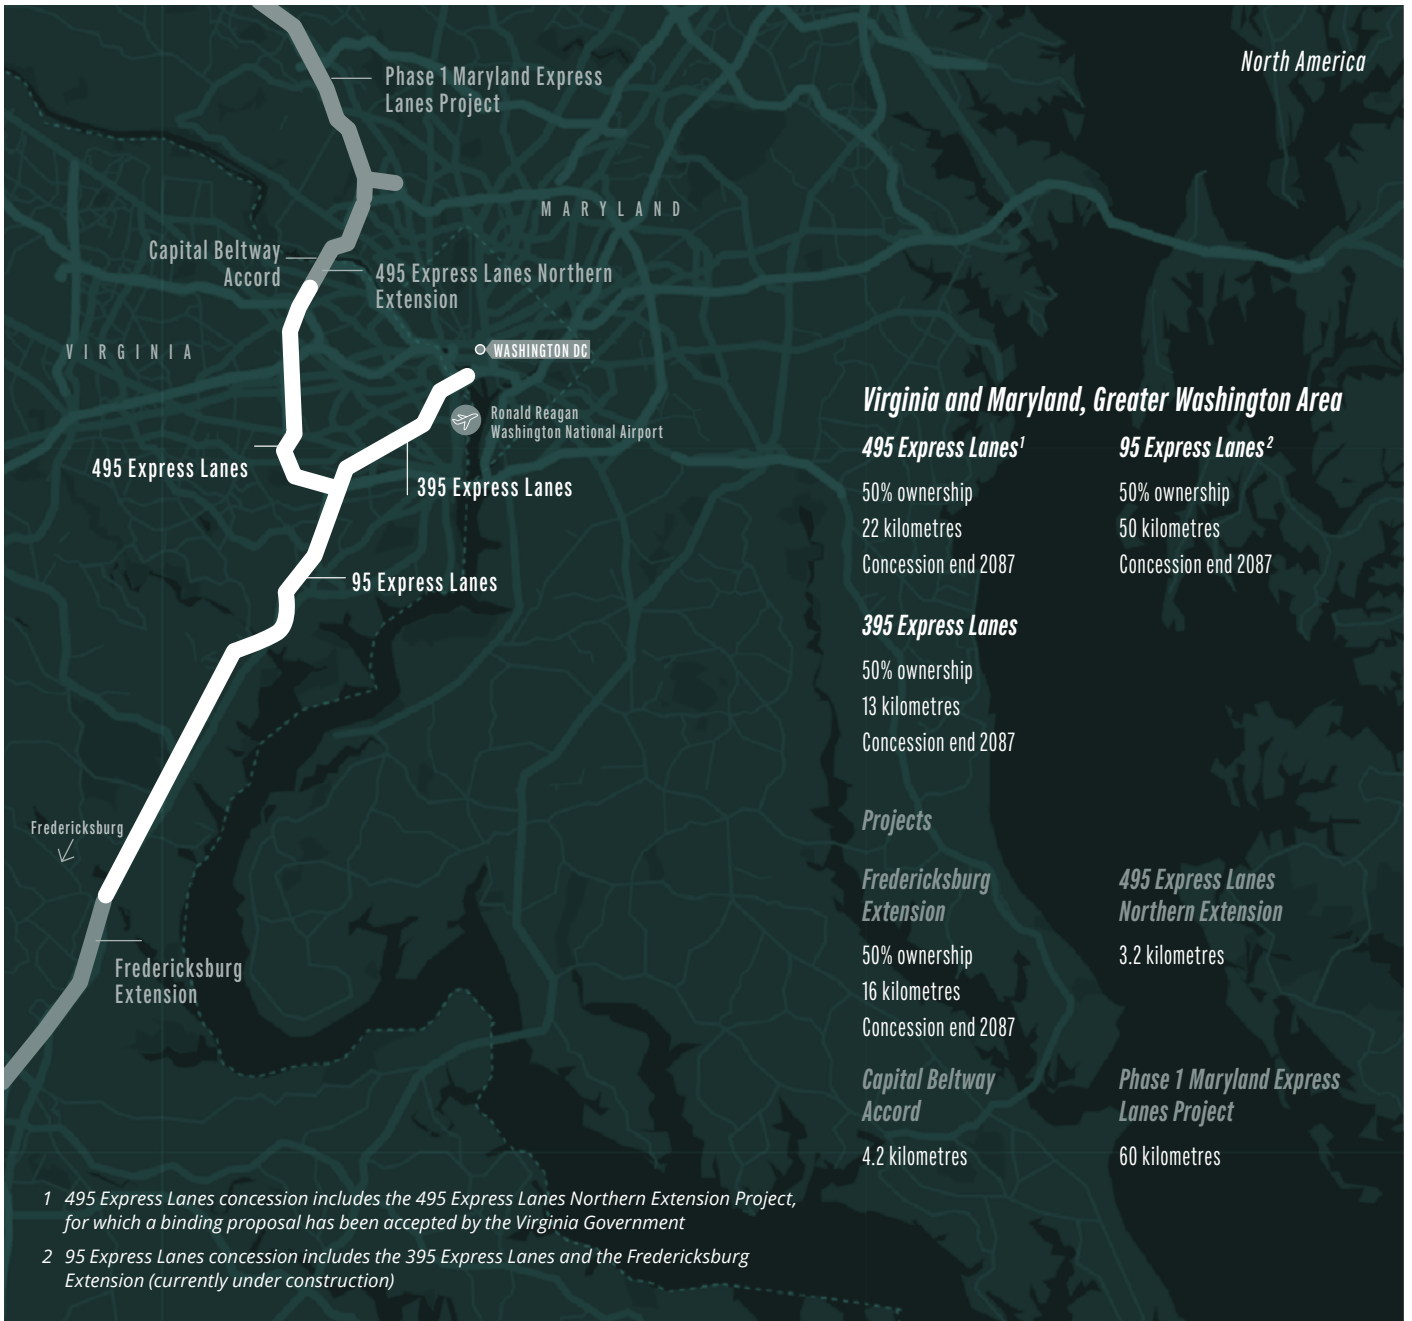 North America
Phase 1 Maryland Express
Lanes Project
MARYLAND
Capital Beltway
Accord
495 Express Lanes Northern
Extension
VIRGINIA
WASHINGTON DC
Ronald Reagan
Washington National Airport
495 Express Lanes
395 Express Lanes
95 Express Lanes
Fredericksburg
Fredericksburg
Extension
Virginia and Maryland, Greater Washington Area
495 Express Lanes¹
50% ownership
22 kilometres
Concession end 2087
95 Express Lanes²
50% ownership
50 kilometres
Concession end 2087
395 Express Lanes
50% ownership
13 kilometres
Concession end 2087
Projects
Fredericksburg
Extension
50% ownership
16 kilometres
Concession end 2087
495 Express Lanes
Northern Extension
3.2 kilometres
Capital Beltway
Accord
4.2 kilometres
Phase 1 Maryland Express
Lanes Project
60 kilometres
1 495 Express Lanes concession includes the 495 Express Lanes Northern Extension Project,
for which a binding proposal has been accepted by the Virginia Government
2 95 Express Lanes concession includes the 395 Express Lanes and the Fredericksburg
Extension (currently under construction)